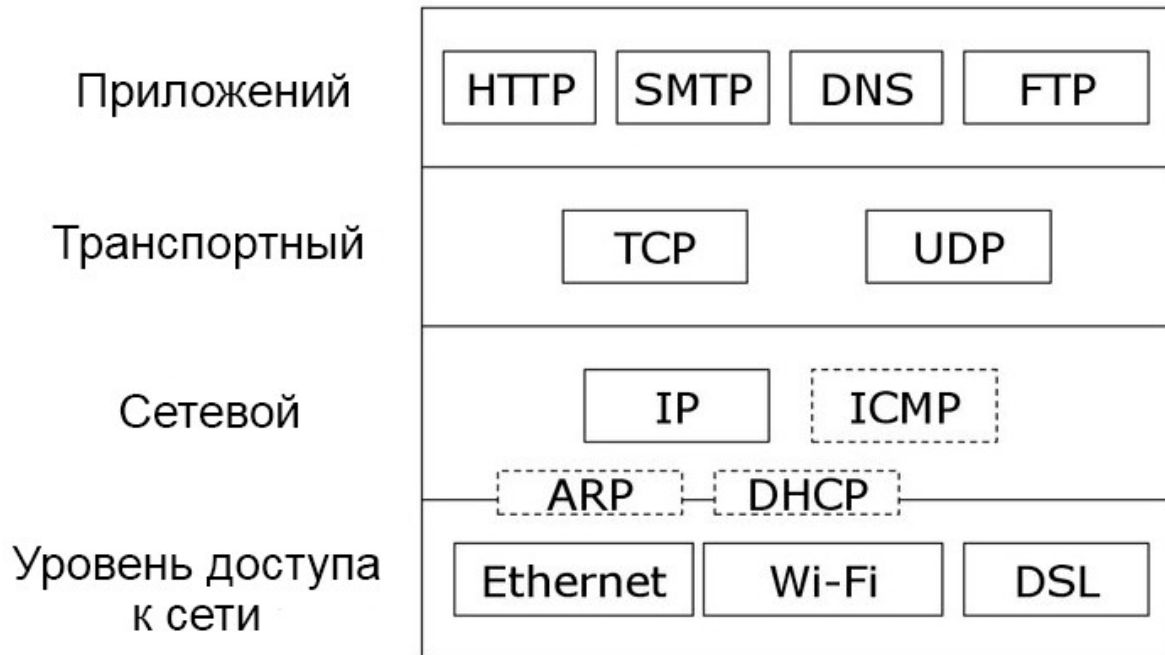 Приложений
HTTP SMTP DNS FTP
Транспортный
TCP UDP
Сетевой
IP ICMP
ARP DHCP
Уровень доступа
к сети
Ethernet Wi-Fi DSL